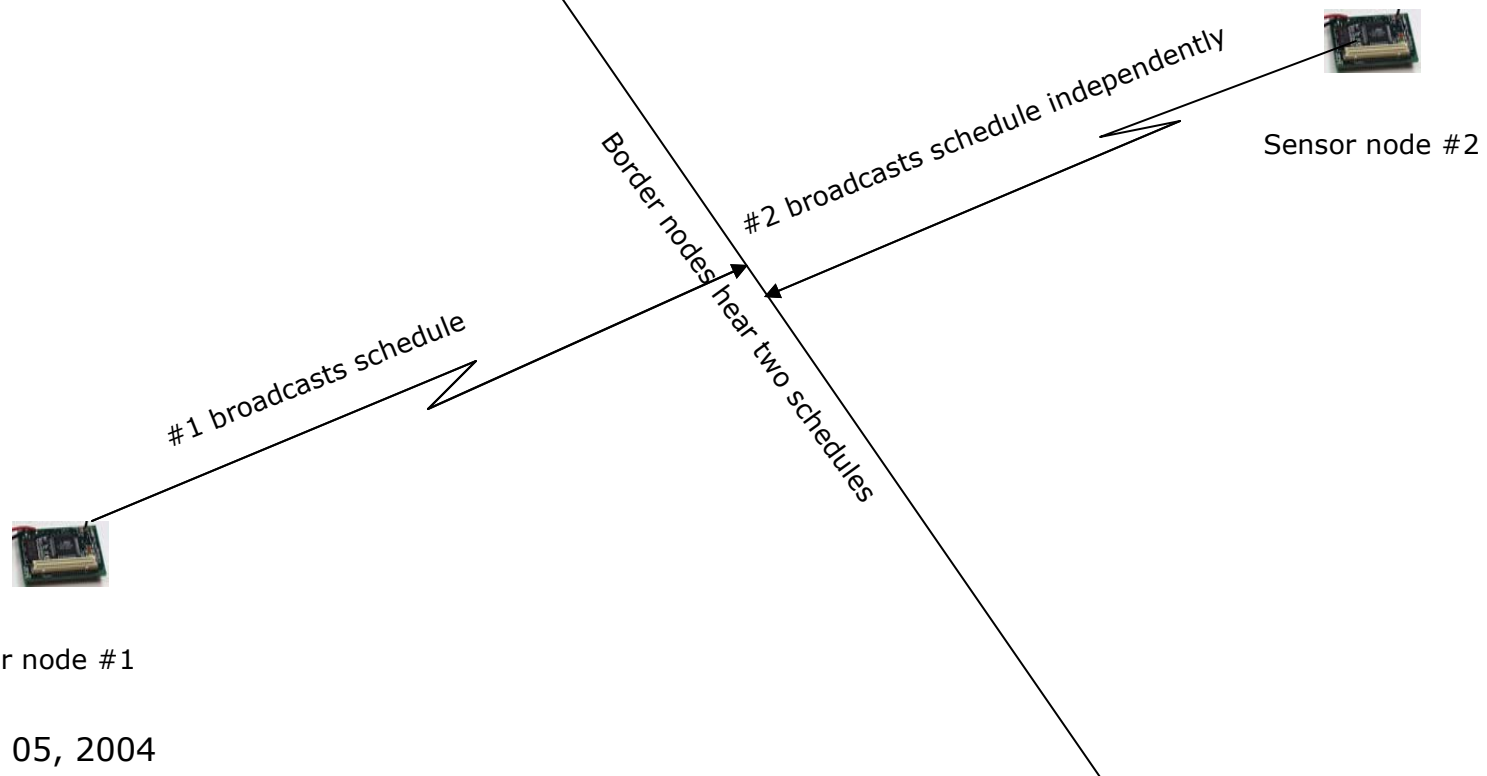 #2 broadcasts schedule independently
Sensor node #2
Border nodes hear two schedules
#1 broadcasts schedule
r node #1
05, 2004